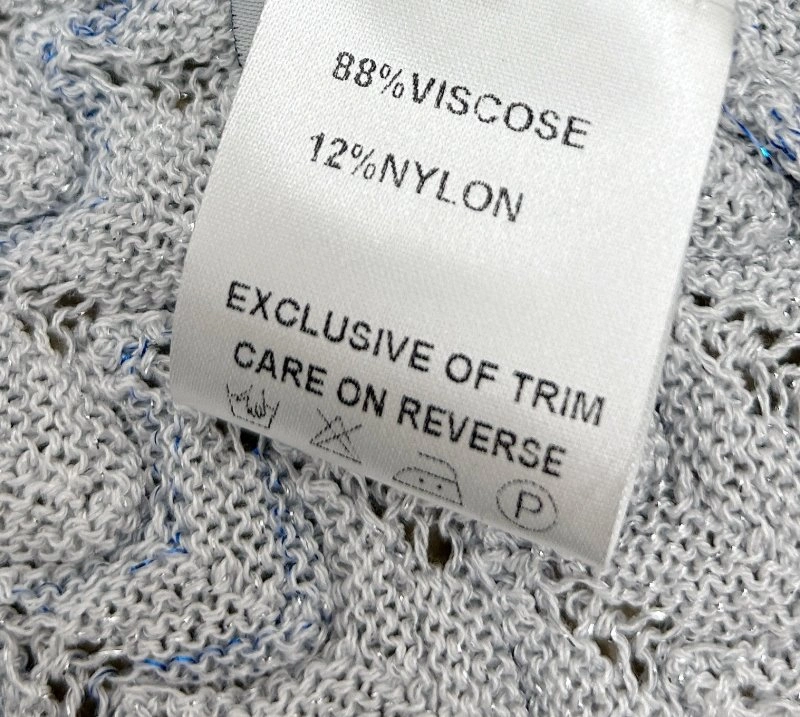 88%VISCOSE
12%NYLON
EXCLUSIVE OF TRIM
CARE ON REVERSE
P